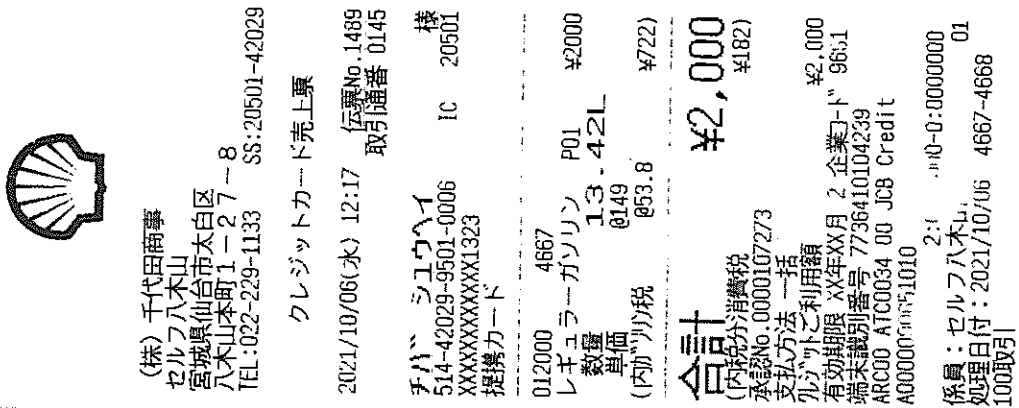 (株)千代田商事
セルフ八木山
宮城県仙台市太白区
八木山本町1-27-8
TEL:022-229-1133 SS:20501-42029
クレジットカード売上票
2021/10/06(水) 12:17 伝票No.1489
取引通番 0145
チバ シュウヘイ 様
514-42029-9501-0006 IC 20501
XXXXXXXXXXXX1323
提携カード
012000 4667
レギュラーガソリン P01 ¥2000
数量 13.42L
単価 @149
(内ガソリン税 @53.8 ¥722)
合計 ¥2,000
(内税分消費税 ¥182)
承認No.0000107273
支払方法 一括
クレジットご利用額 ¥2,000
有効期限 XX年XX月 2 企業コード 9631
端末識別番号 7736410104239
ARC00 ATC0034 00 JCB Credit
係員:セルフ八木山
処理日付:2021/10/06 4667-4668 01
100取引